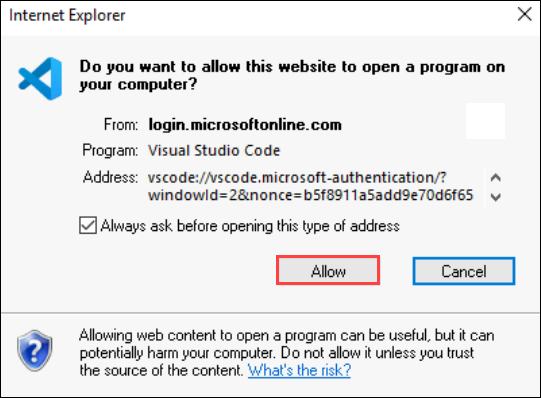 Internet Explorer
Do you want to allow this website to open a program on
your computer?
From: login.microsoftonline.com
Program: Visual Studio Code
Address: vscode://vscode.microsoft-authentication/?
windowId=2&nonce=b5f8911a5add9e70d6f65
Always ask before opening this type of address
Allow
Cancel
Allowing web content to open a program can be useful, but it can
potentially harm your computer. Do not allow it unless you trust
the source of the content. What's the risk?